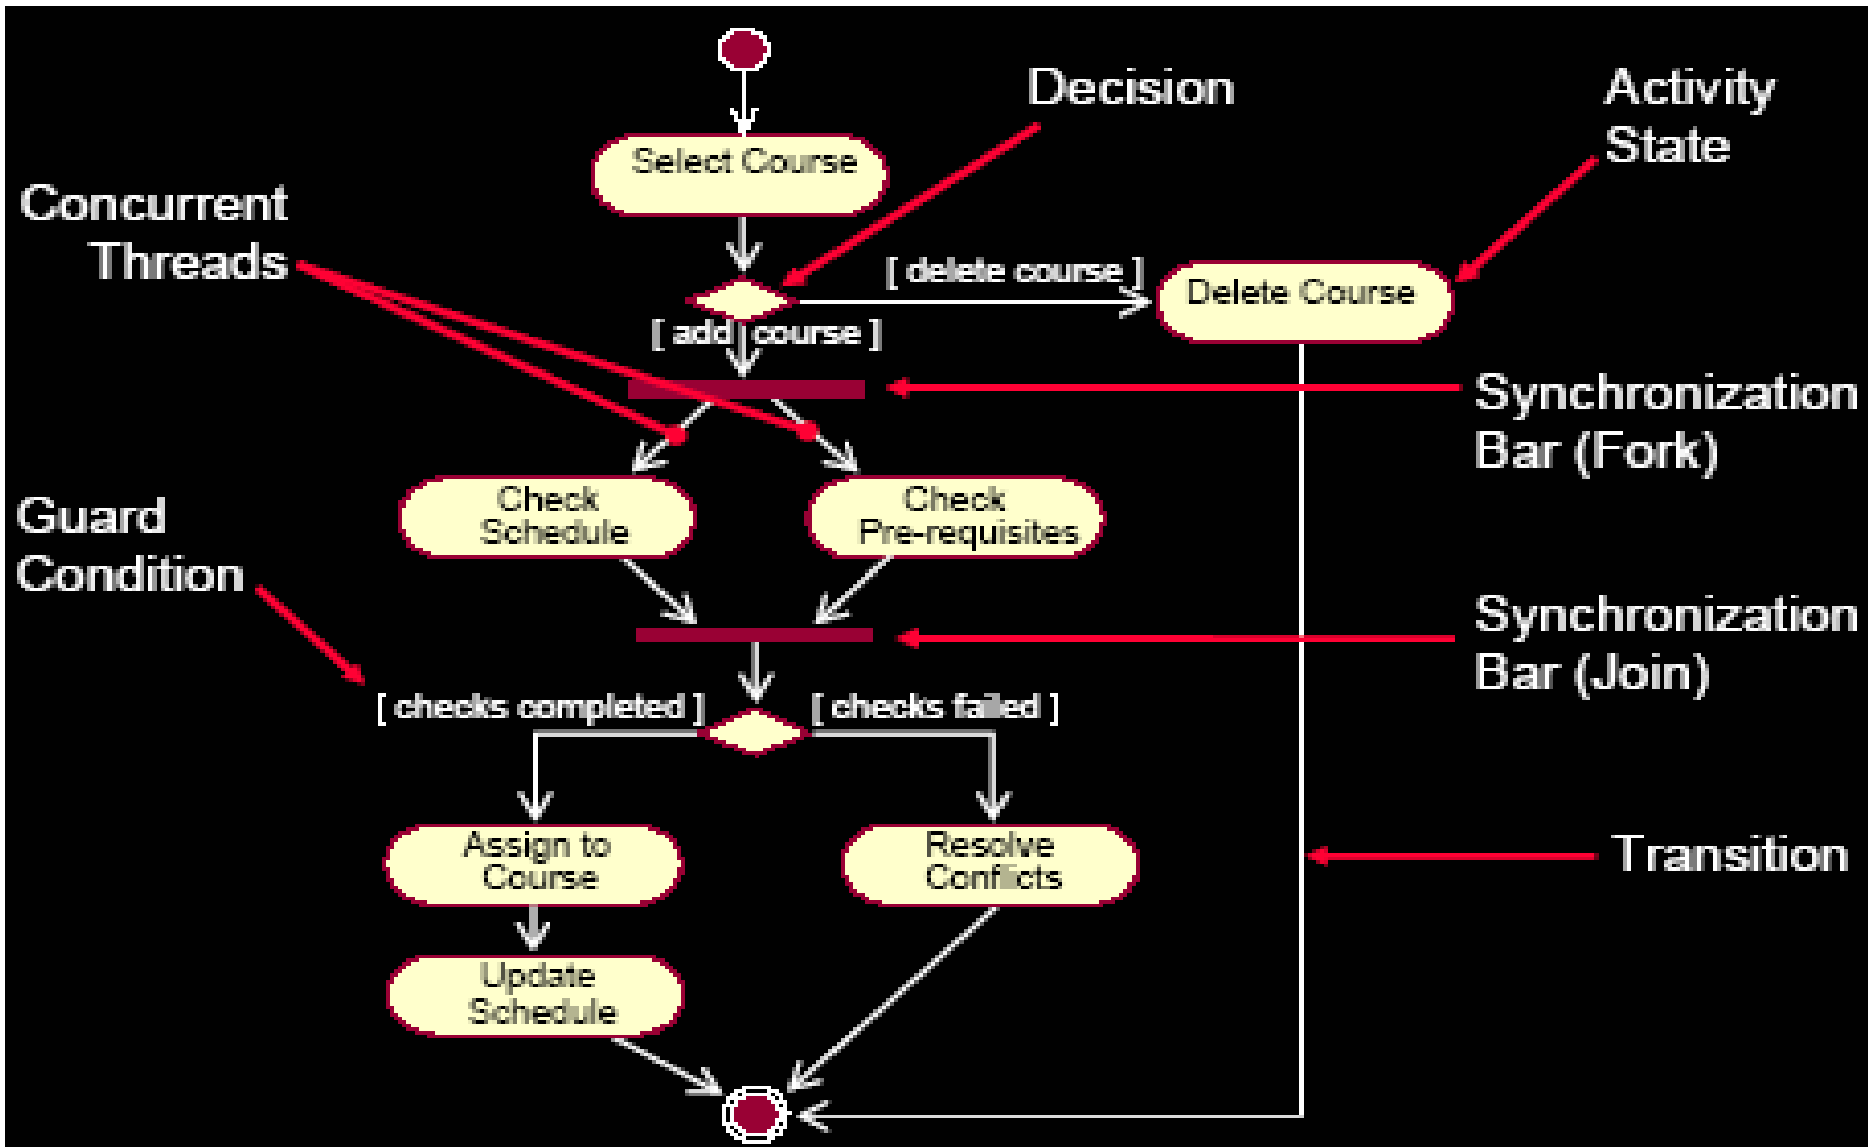 Decision
Activity
State
Select Course
Concurrent
Threads
[ delete course ]
Delete Course
[ add course ]
Synchronization
Bar (Fork)
Check
Schedule
Check
Pre-requisites
Guard
Condition
Synchronization
Bar (Join)
[ checks completed ]
[ checks failed ]
Assign to
Course
Resolve
Conflicts
Transition
Update
Schedule